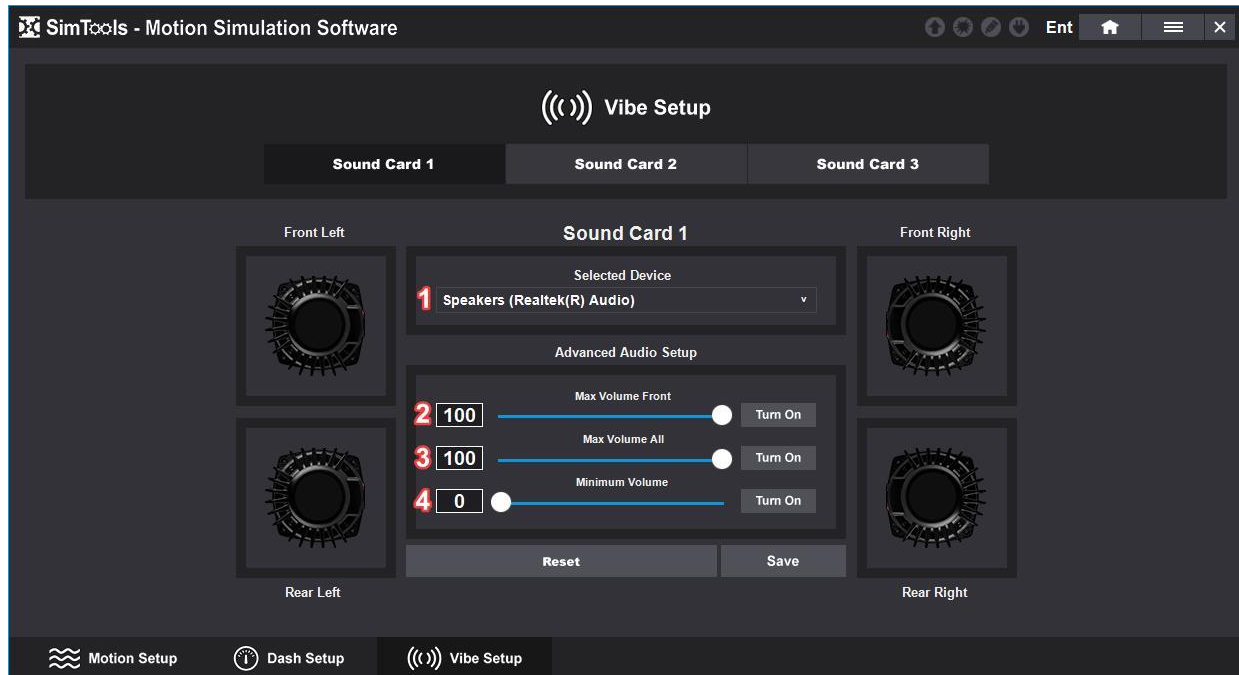 SimTools - Motion Simulation Software
Ent
Vibe Setup
Sound Card 1
Sound Card 2
Sound Card 3
Front Left
Sound Card 1
Front Right
Selected Device
1
Speakers (Realtek(R) Audio)
v
Advanced Audio Setup
Max Volume Front
2
100
Turn On
Max Volume All
3
100
Turn On
Minimum Volume
4
0
Turn On
Reset
Save
Rear Left
Rear Right
Motion Setup
Dash Setup
Vibe Setup